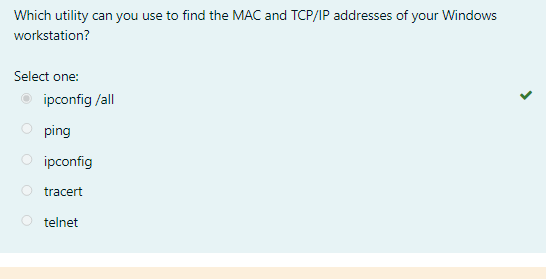 Which utility can you use to find the MAC and TCP/IP addresses of your Windows
workstation?
Select one:
ipconfig /all
ping
ipconfig
tracert
telnet